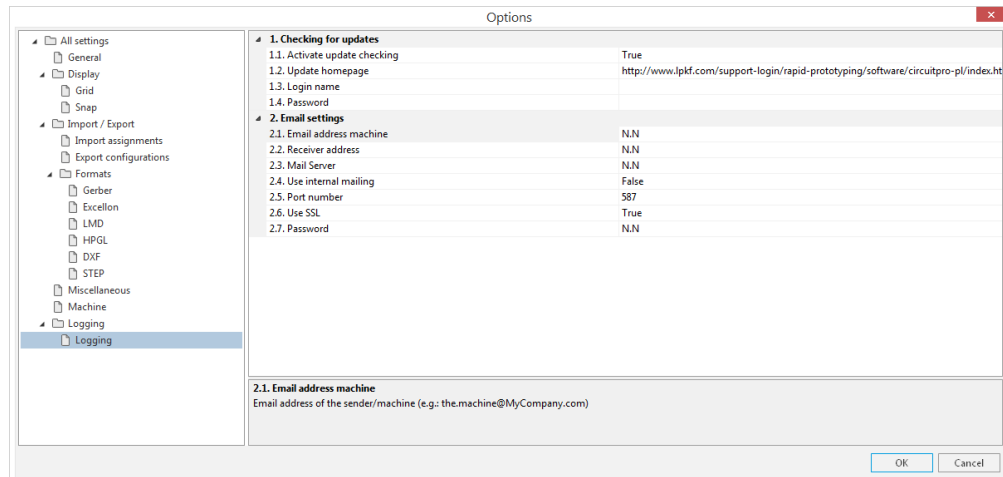 Options
All settings
General
Display
Grid
Snap
Import / Export
Import assignments
Export configurations
Formats
Gerber
Excellon
LMD
HPGL
DXF
STEP
Miscellaneous
Machine
Logging
Logging
1. Checking for updates
1.1. Activate update checking True
1.2. Update homepage http://www.lpkf.com/support-login/rapid-prototyping/software/circuitpro-pl/index.ht
1.3. Login name
1.4. Password
2. Email settings
2.1. Email address machine N.N
2.2. Receiver address N.N
2.3. Mail Server N.N
2.4. Use internal mailing False
2.5. Port number 587
2.6. Use SSL True
2.7. Password N.N
2.1. Email address machine
Email address of the sender/machine (e.g.: the.machine@MyCompany.com)
OK Cancel